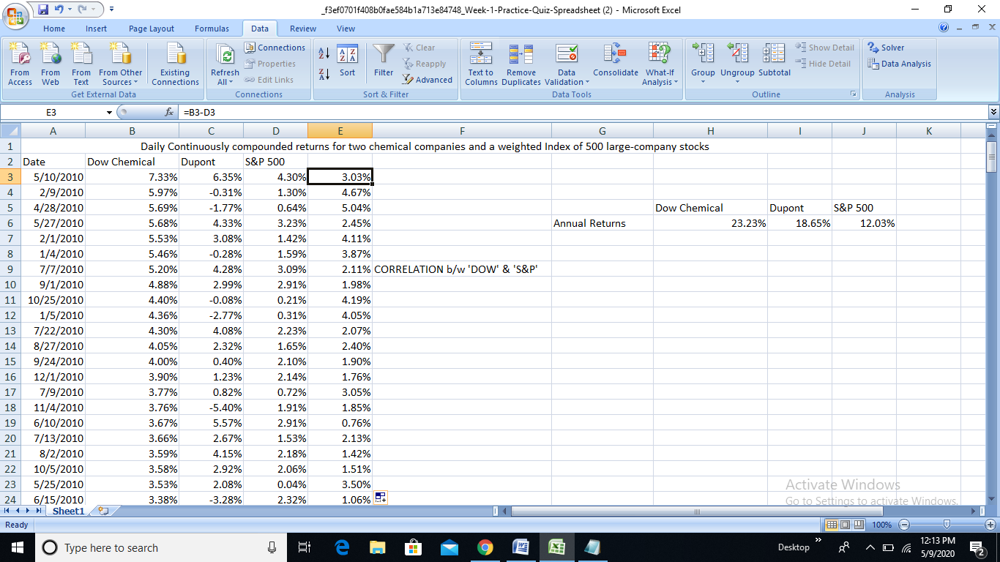 _f3ef0701f408b0fae584b1a713e84748_Week-1-Practice-Quiz-Spreadsheet (2) - Microsoft Excel
Home Insert Page Layout Formulas Data Review View
From Access From Web From Text From Other Sources Existing Connections Refresh All Connections Properties Edit Links Sort Filter Clear Reapply Advanced Text to Columns Remove Duplicates Data Validation Consolidate What-If Analysis Group Ungroup Subtotal Show Detail Hide Detail Solver Data Analysis
Get External Data Connections Sort & Filter Data Tools Outline Analysis
E3 fx =B3-D3
A B C D E F G H I J K
1 Daily Continuously compounded returns for two chemical companies and a weighted Index of 500 large-company stocks
2 Date Dow Chemical Dupont S&P 500
3 5/10/2010 7.33% 6.35% 4.30% 3.03%
4 2/9/2010 5.97% -0.31% 1.30% 4.67%
5 4/28/2010 5.69% -1.77% 0.64% 5.04% Dow Chemical Dupont S&P 500
6 5/27/2010 5.68% 4.33% 3.23% 2.45% Annual Returns 23.23% 18.65% 12.03%
7 2/1/2010 5.53% 3.08% 1.42% 4.11%
8 1/4/2010 5.46% -0.28% 1.59% 3.87%
9 7/7/2010 5.20% 4.28% 3.09% 2.11% CORRELATION b/w 'DOW' & 'S&P'
10 9/1/2010 4.88% 2.99% 2.91% 1.98%
11 10/25/2010 4.40% -0.08% 0.21% 4.19%
12 1/5/2010 4.36% -2.77% 0.31% 4.05%
13 7/22/2010 4.30% 4.08% 2.23% 2.07%
14 8/27/2010 4.05% 2.32% 1.65% 2.40%
15 9/24/2010 4.00% 0.40% 2.10% 1.90%
16 12/1/2010 3.90% 1.23% 2.14% 1.76%
17 7/9/2010 3.77% 0.82% 0.72% 3.05%
18 11/4/2010 3.76% -5.40% 1.91% 1.85%
19 6/10/2010 3.67% 5.57% 2.91% 0.76%
20 7/13/2010 3.66% 2.67% 1.53% 2.13%
21 8/2/2010 3.59% 4.15% 2.18% 1.42%
22 10/5/2010 3.58% 2.92% 2.06% 1.51%
23 5/25/2010 3.53% 2.08% 0.04% 3.50%
24 6/15/2010 3.38% -3.28% 2.32% 1.06%
Activate Windows
Go to Settings to activate Windows.
Sheet1
Ready 100%
Type here to search Desktop 12:13 PM
5/9/2020 2